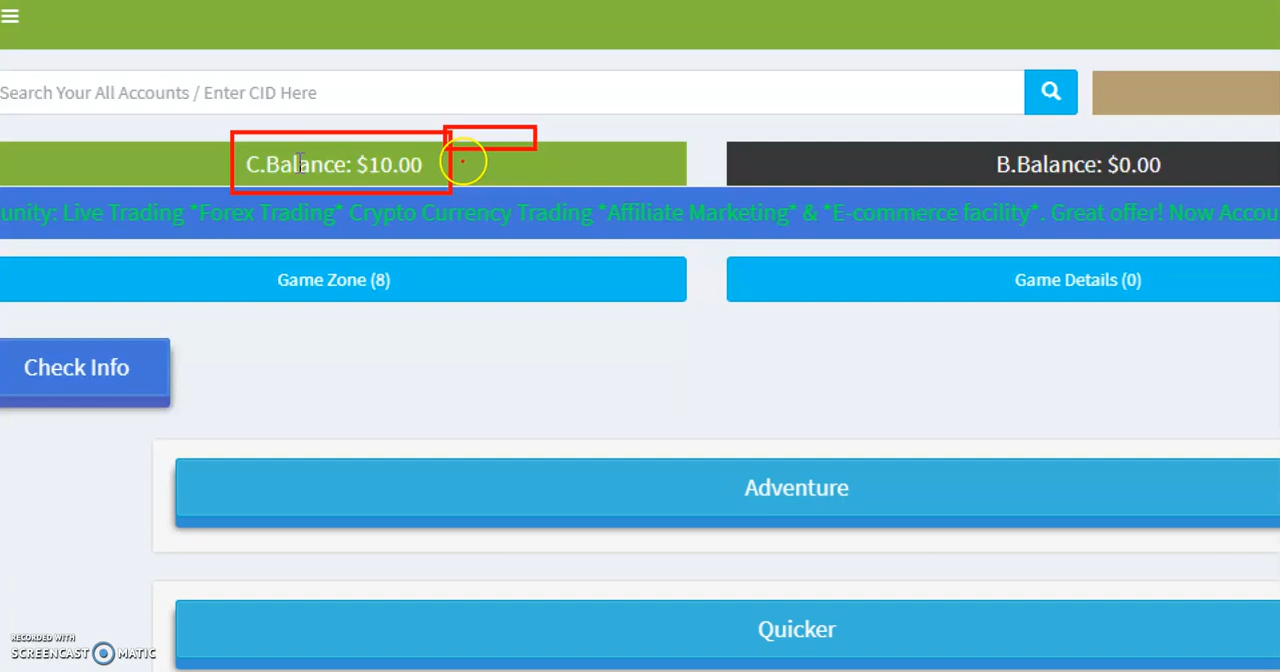 Search Your All Accounts / Enter CID Here
C.Balance: $10.00
B.Balance: $0.00
unity: Live Trading *Forex Trading* Crypto Currency Trading *Affiliate Marketing* & *E-commerce facility*. Great offer! Now Accou
Game Zone (8)
Game Details (0)
Check Info
Adventure
Quicker
RECORDED WITH
SCREENCAST MATIC